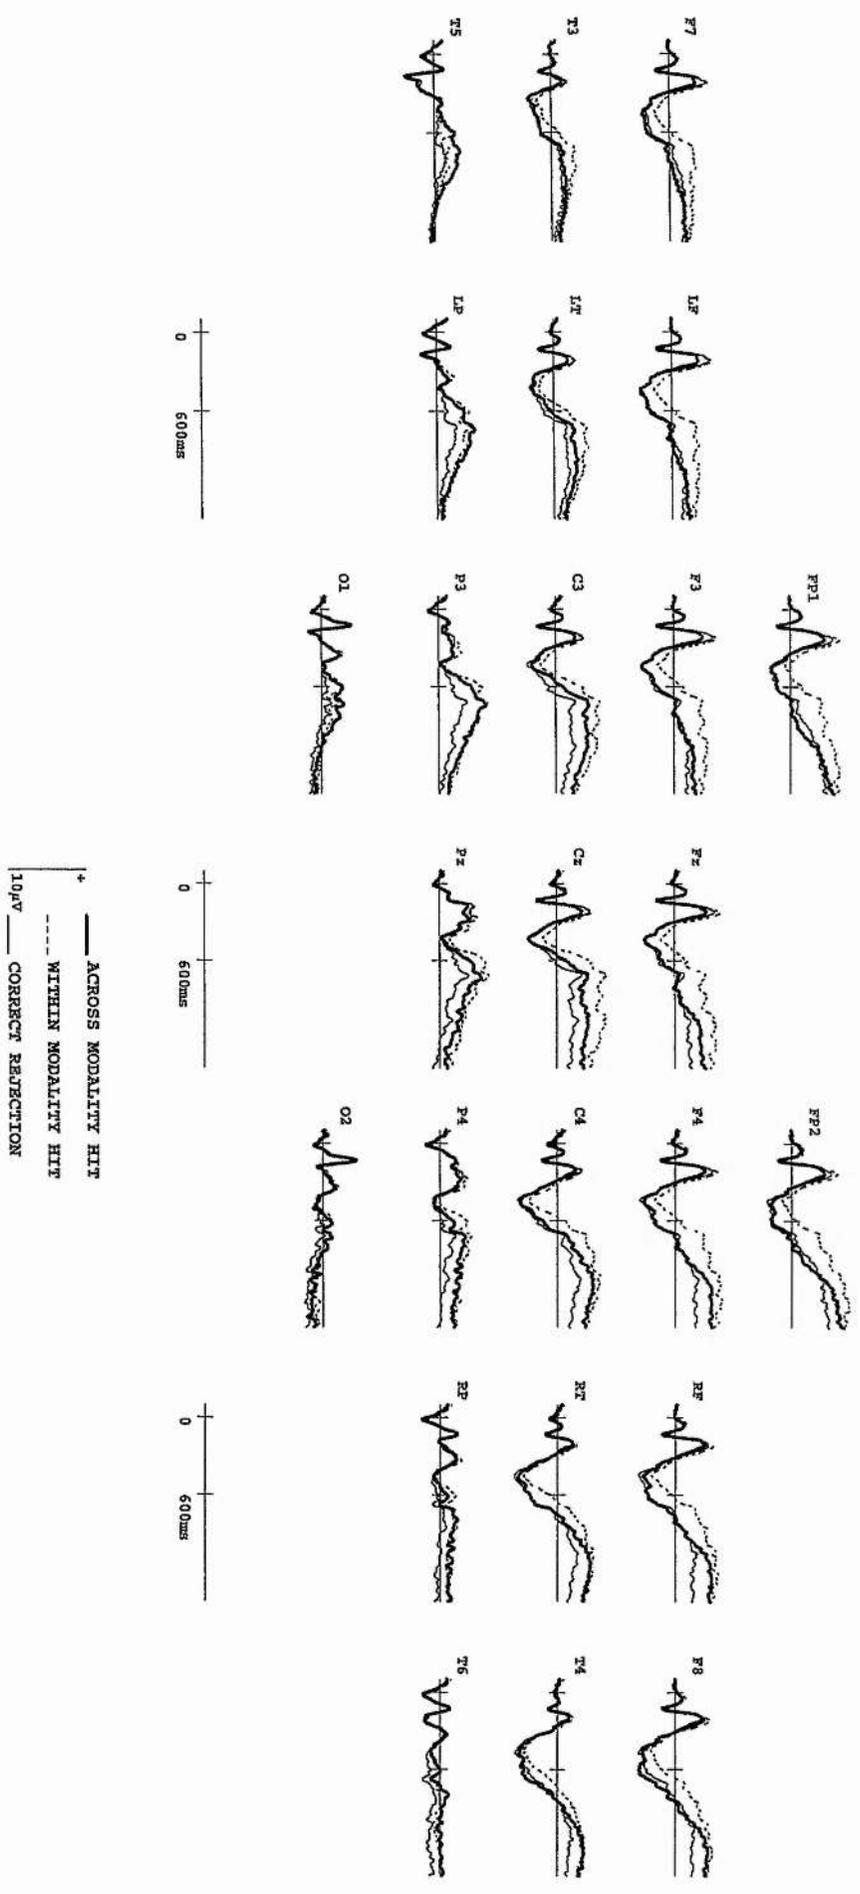 FP1 FP2
F7 LF F3 Fz F4 RF F8
T3 LT C3 Cz C4 RT T4
T5 LP P3 Pz P4 RP T6
O1 O2
0 600ms 0 600ms 0 600ms
+ ACROSS MODALITY HIT
WITHIN MODALITY HIT
10µV CORRECT REJECTION